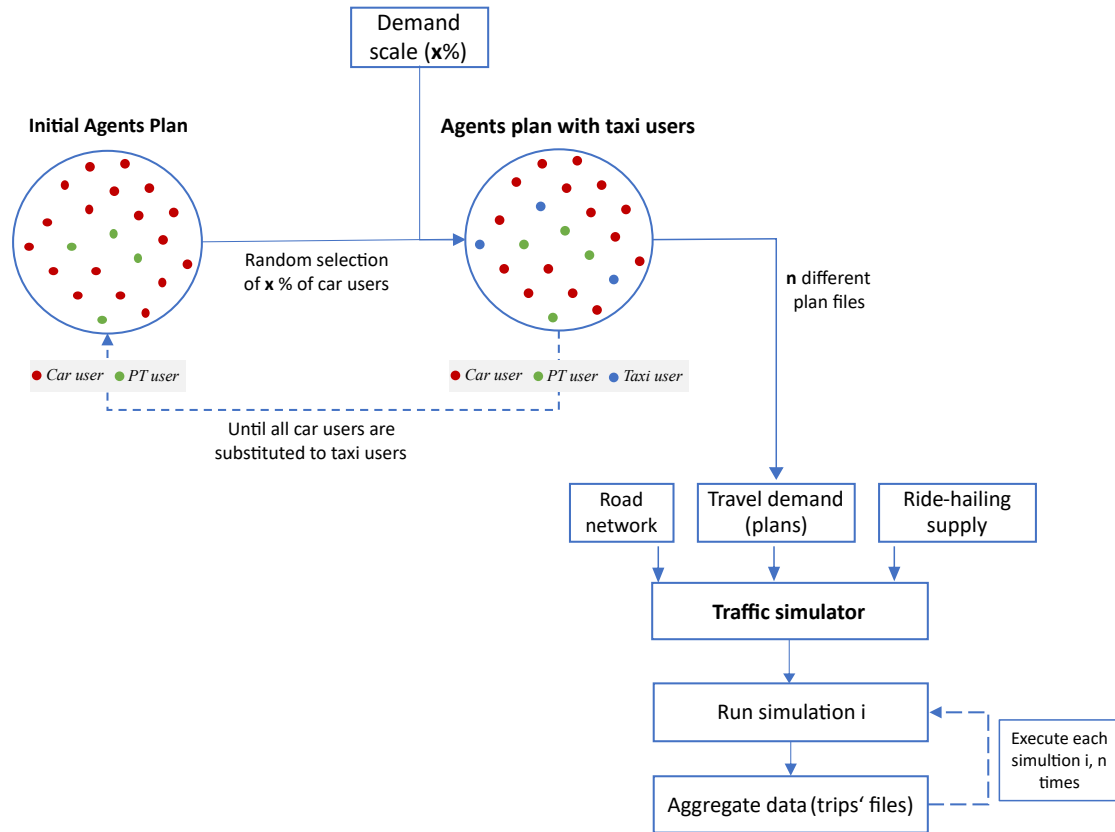 Demand
scale (x%)
Initial Agents Plan
Agents plan with taxi users
Random selection
of x % of car users
n different
plan files
Car user PT user
Car user PT user Taxi user
Until all car users are
substituted to taxi users
Road
network
Travel demand
(plans)
Ride-hailing
supply
Traffic simulator
Run simulation i
Execute each
simultion i, n
times
Aggregate data (trips‘ files)